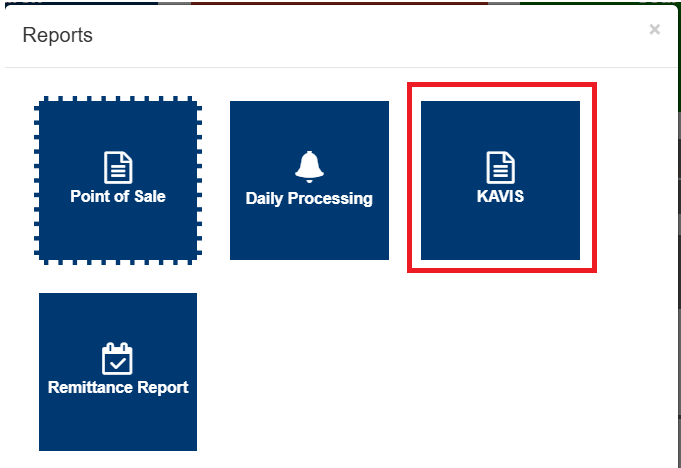 Reports
×
Point of Sale
Daily Processing
KAVIS
Remittance Report